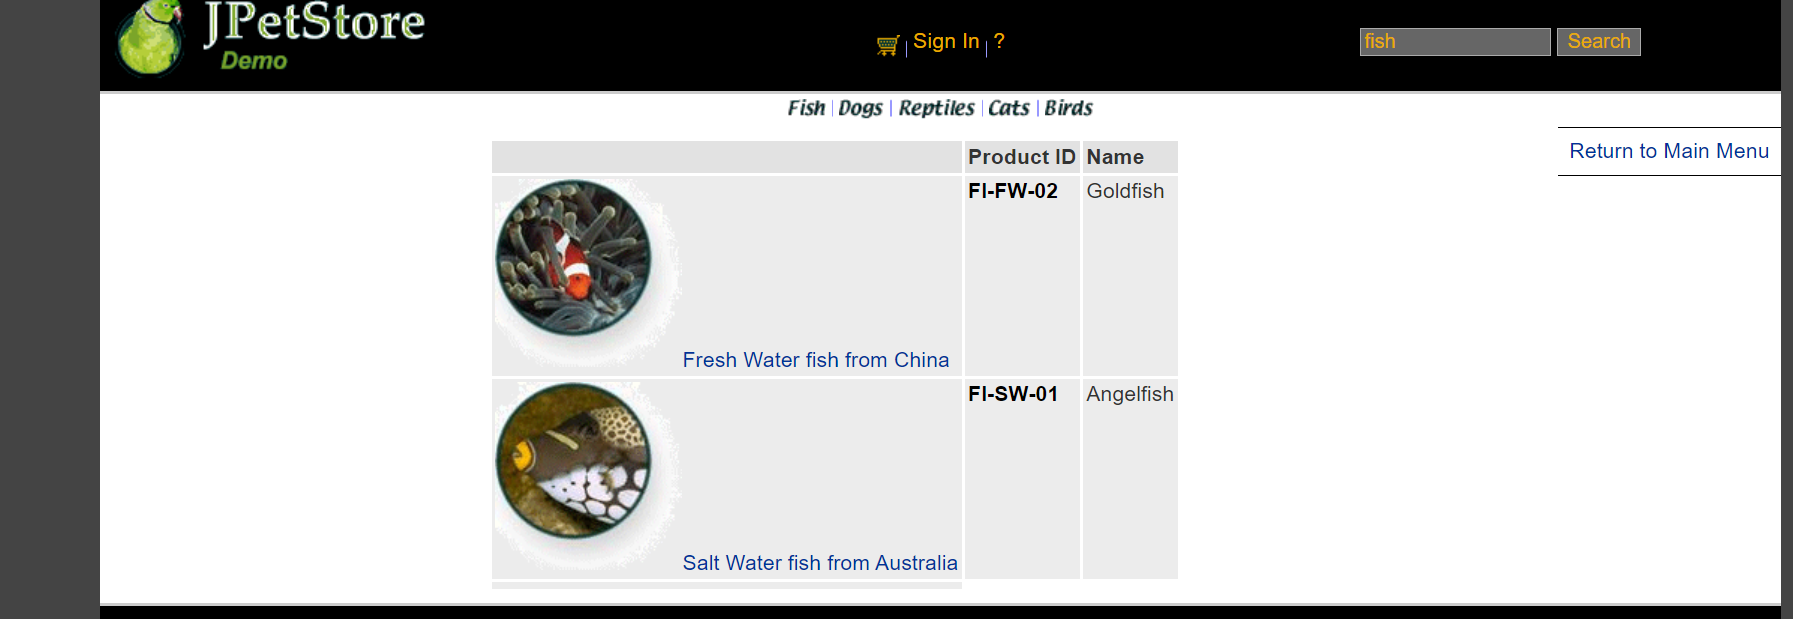 JPetStore
Demo
Sign In ?
fish Search
Fish Dogs Reptiles Cats Birds
Return to Main Menu
Product ID Name
FI-FW-02 Goldfish
Fresh Water fish from China
FI-SW-01 Angelfish
Salt Water fish from Australia